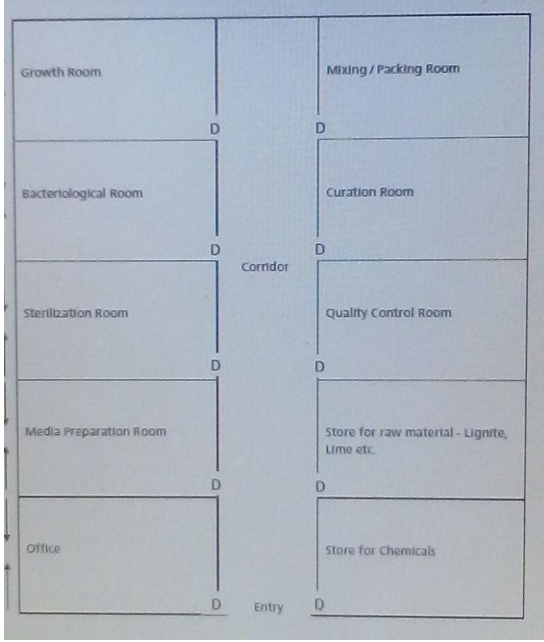 Growth Room
Mixing / Packing Room
D
D
Bacteriological Room
Curation Room
D
D
Corridor
Sterilization Room
Quality Control Room
D
D
Media Preparation Room
Store for raw material - Lignite,
Lime etc.
D
D
Office
Store for Chemicals
D
Entry
D